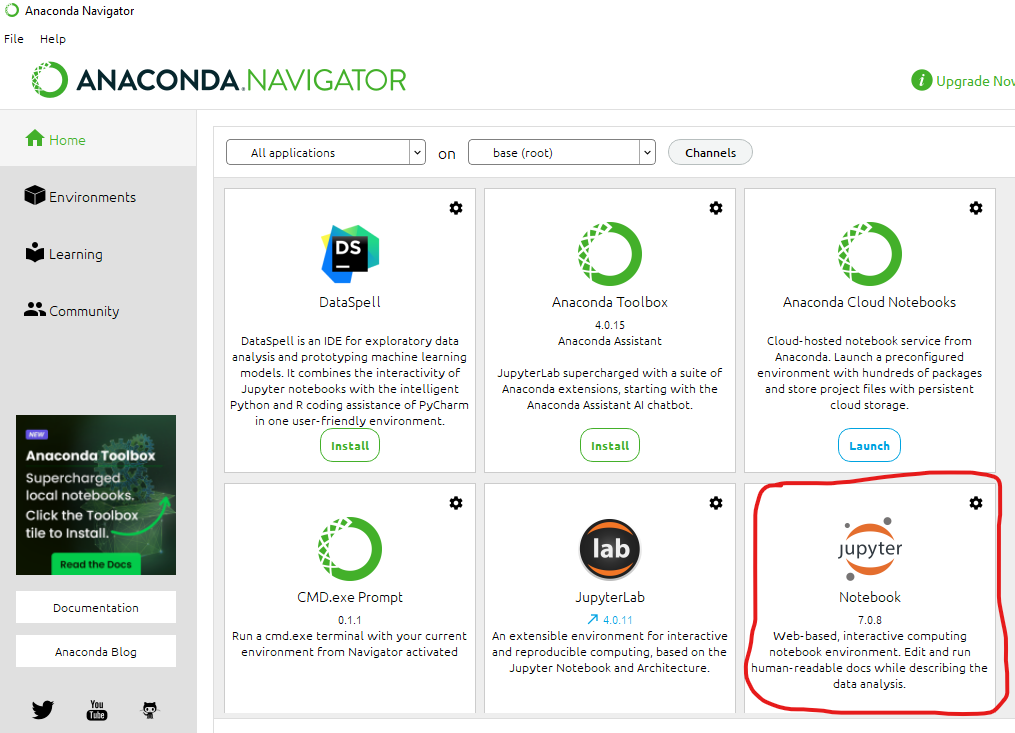 Anaconda Navigator
File Help
ANACONDA.NAVIGATOR
i Upgrade Nov
Home
Environments
Learning
Community
All applications on base (root) Channels
DS
DataSpell
DataSpell is an IDE for exploratory data
analysis and prototyping machine learning
models. It combines the interactivity of
Jupyter notebooks with the intelligent
Python and R coding assistance of PyCharm
in one user-friendly environment.
Install
Anaconda Toolbox
4.0.15
Anaconda Assistant
JupyterLab supercharged with a suite of
Anaconda extensions, starting with the
Anaconda Assistant AI chatbot.
Install
Anaconda Cloud Notebooks
Cloud-hosted notebook service from
Anaconda. Launch a preconfigured
environment with hundreds of packages
and store project files with persistent
cloud storage.
Launch
CMD.exe Prompt
0.1.1
Run a cmd.exe terminal with your current
environment from Navigator activated
lab
JupyterLab
4.0.11
An extensible environment for interactive
and reproducible computing, based on the
Jupyter Notebook and Architecture.
jupyter
Notebook
7.0.8
Web-based, interactive computing
notebook environment. Edit and run
human-readable docs while describing the
data analysis.
NEW
Anaconda Toolbox
Supercharged
local notebooks.
Click the Toolbox
tile to Install.
Read the Docs
Documentation
Anaconda Blog
You
Tube